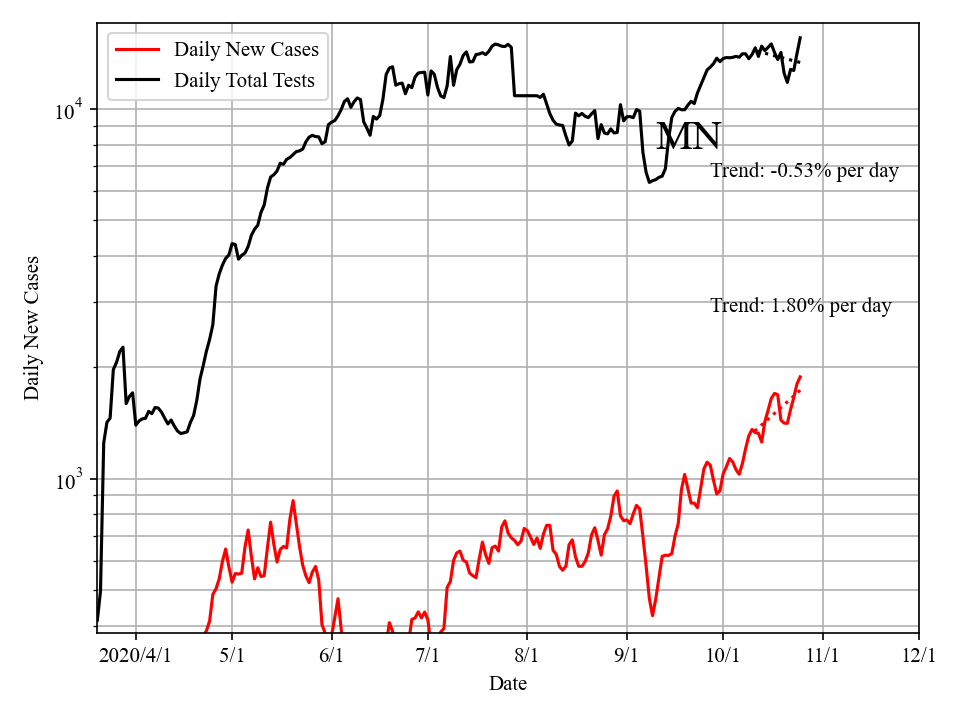 Daily New Cases
Daily Total Tests
10^4
MN
Trend: -0.53% per day
Trend: 1.80% per day
10^3
Daily New Cases
2020/4/1 5/1 6/1 7/1 8/1 9/1 10/1 11/1 12/1
Date